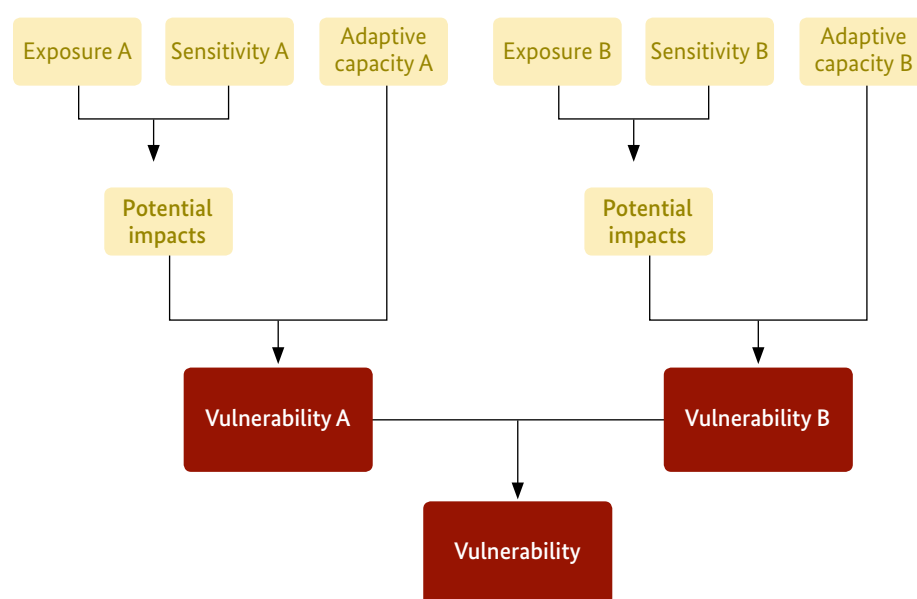 Exposure A
Sensitivity A
Adaptive
capacity A
Exposure B
Sensitivity B
Adaptive
capacity B
Potential
impacts
Potential
impacts
Vulnerability A
Vulnerability B
Vulnerability